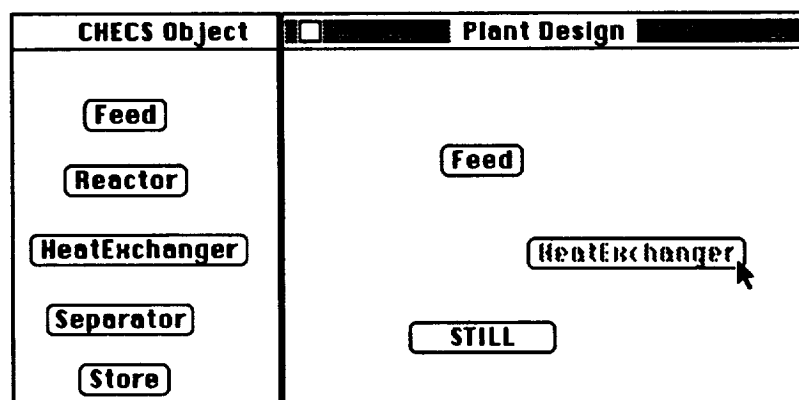 CHECS Object
Plant Design
Feed
Reactor
HeatExchanger
Separator
Store
Feed
HeatExchanger
STILL